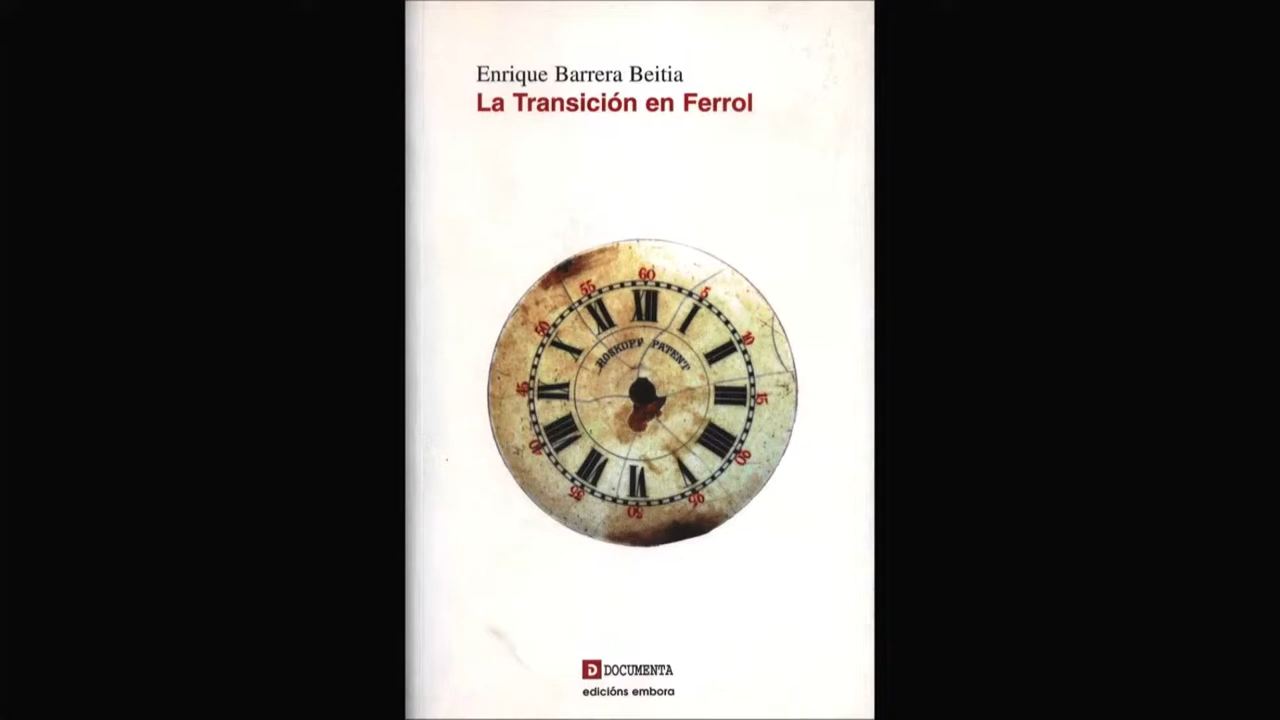 Enrique Barrera Beitia
La Transición en Ferrol
60
5
10
15
20
25
30
35
40
45
50
55
XII
I
II
III
IIII
V
VI
VII
VIII
IX
X
XI
ROSKOPF PATENT
D DOCUMENTA
edicións embora